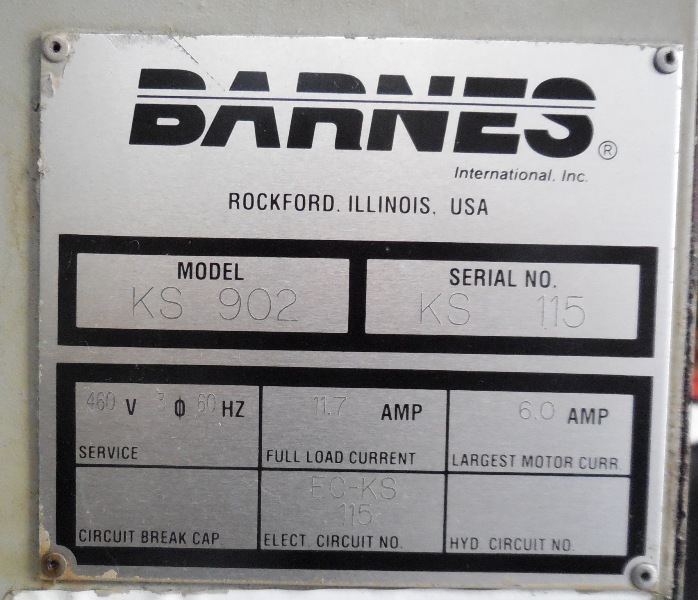 BARNES®
International, Inc.
ROCKFORD, ILLINOIS, USA
MODEL
KS 902
SERIAL NO.
KS 115
460 V 3 Φ 60 HZ
SERVICE
11.7 AMP
FULL LOAD CURRENT
6.0 AMP
LARGEST MOTOR CURR.
CIRCUIT BREAK CAP.
EC-KS
115
ELECT. CIRCUIT NO.
HYD CIRCUIT NO.